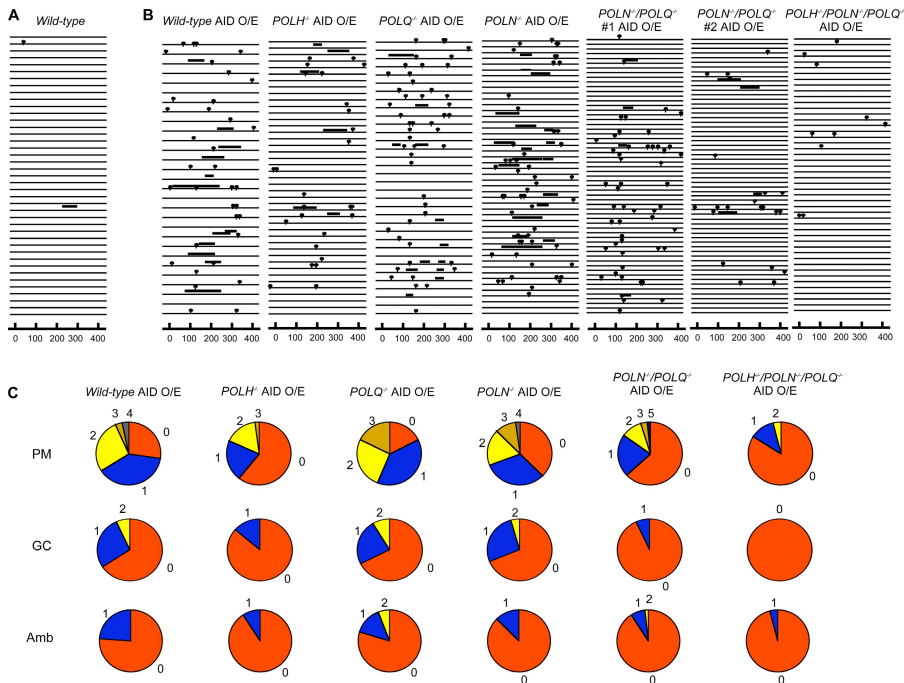 A
B
Wild-type
Wild-type AID O/E
POLH-/- AID O/E
POLQ-/- AID O/E
POLN-/- AID O/E
POLN-/-/POLQ-/-
#1 AID O/E
POLN-/-/POLQ-/-
#2 AID O/E
POLH-/-/POLN-/-/POLQ-/-
AID O/E
0 100 200 300 400
0 100 200 300 400
0 100 200 300 400
0 100 200 300 400
0 100 200 300 400
0 100 200 300 400
0 100 200 300 400
0 100 200 300 400
C
Wild-type AID O/E
POLH-/- AID O/E
POLQ-/- AID O/E
POLN-/- AID O/E
POLN-/-/POLQ-/-
AID O/E
POLH-/-/POLN-/-/POLQ-/-
AID O/E
PM
2 3 4 0 1
1 2 3 0
3 0 2 1
2 3 4 0 1
1 2 3 5 0
1 2 0
GC
1 2 0
1 0
1 2 0
1 2 0
1 0
0
Amb
1 0
1 0
1 2 0
1 0
1 2 0
1 0